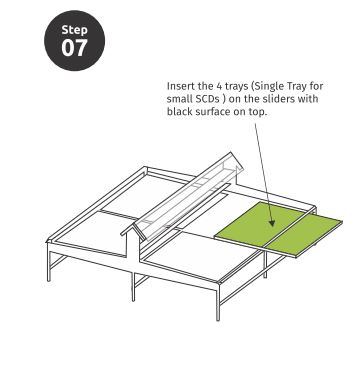 Step
07
Insert the 4 trays (Single Tray for
small SCDs ) on the sliders with
black surface on top.